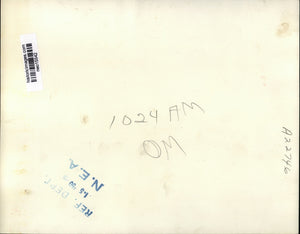 1024 AM
OM
A22746
REF. DEPT.
N.E.A.